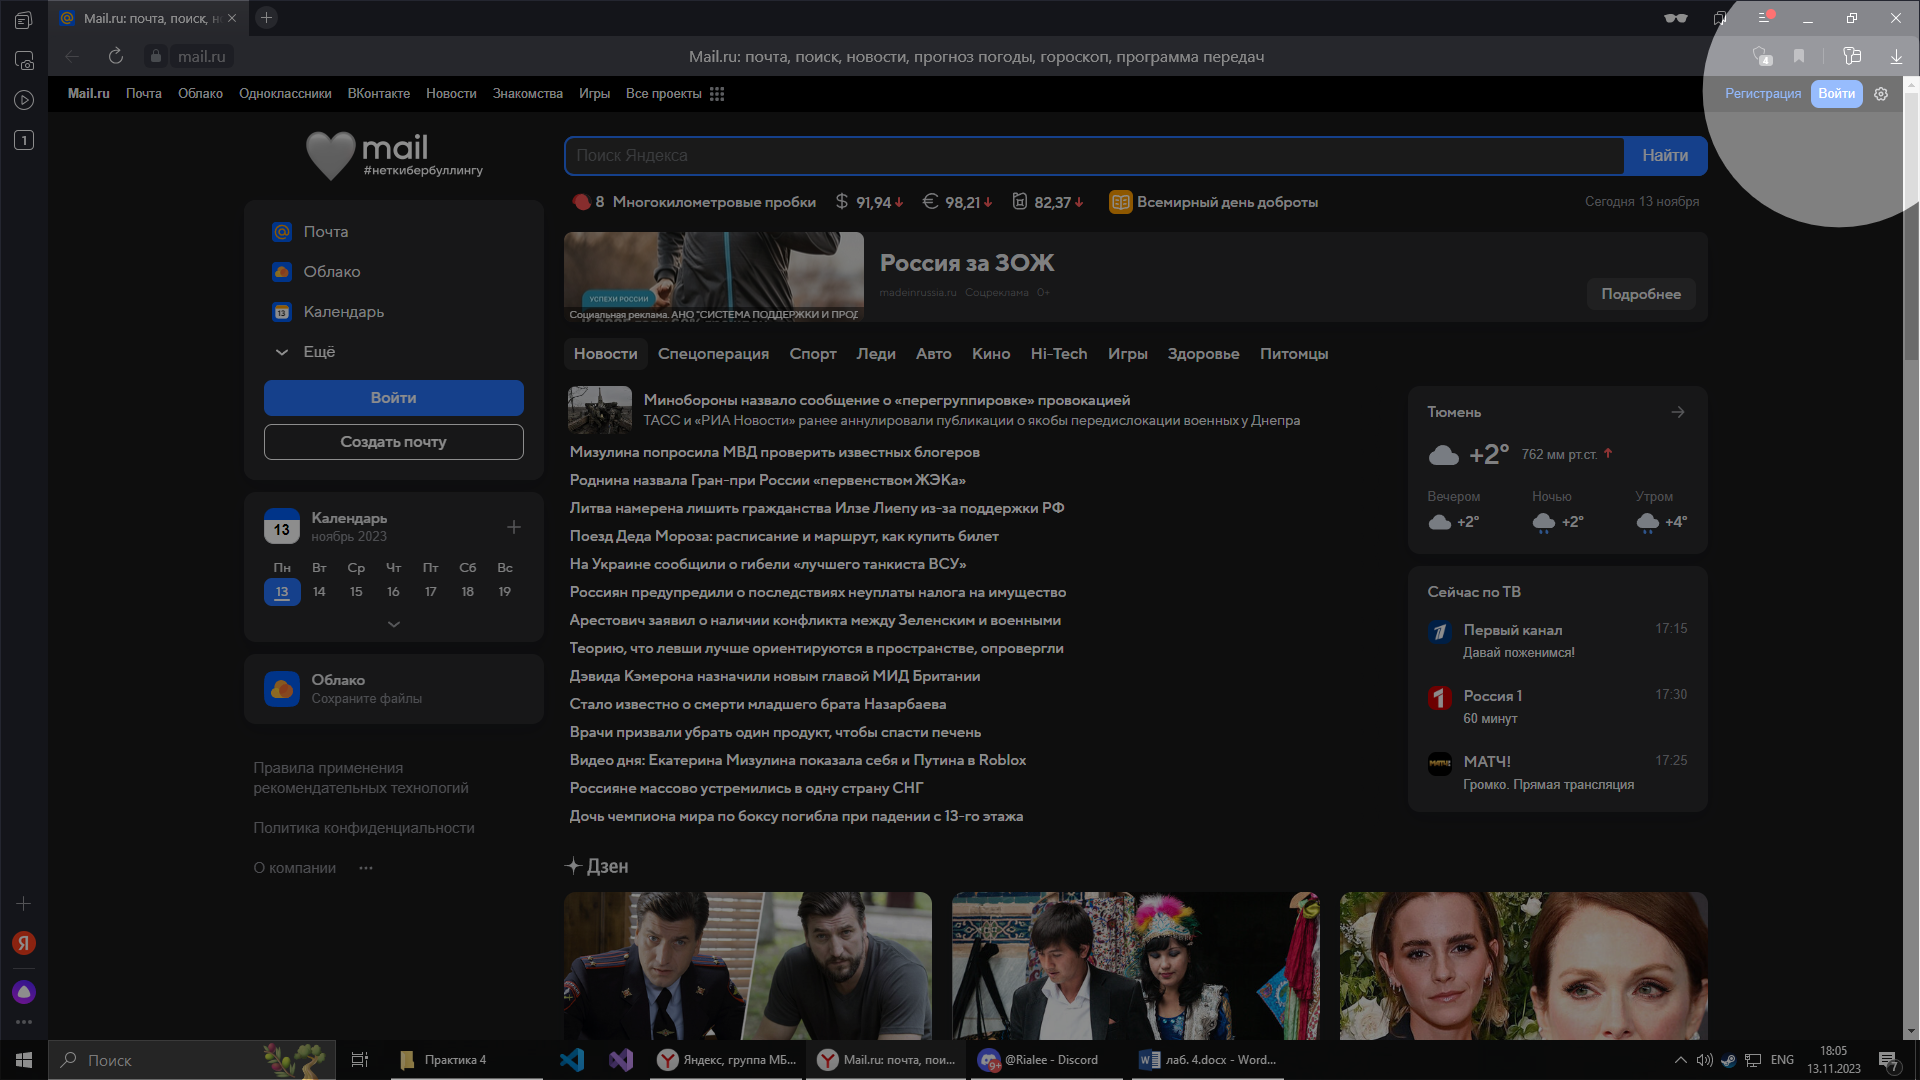 Mail.ru: почта, поиск, н
mail.ru
Mail.ru: почта, поиск, новости, прогноз погоды, гороскоп, программа передач
4
1
Mail.ru Почта Облако Одноклассники ВКонтакте Новости Знакомства Игры Все проекты
Регистрация Войти
mail
#неткибербуллингу
Поиск Яндекса
Найти
8 Многокилометровые пробки $ 91,94 € 98,21 82,37 Всемирный день доброты
Сегодня 13 ноября
Почта
Облако
13 Календарь
Ещё
Войти
Создать почту
УСПЕХИ РОССИИ
Социальная реклама. АНО "СИСТЕМА ПОДДЕРЖКИ И ПРОД
Россия за ЗОЖ
madeinrussia.ru Соцреклама 0+
Подробнее
Новости Спецоперация Спорт Леди Авто Кино Hi-Tech Игры Здоровье Питомцы
Минобороны назвало сообщение о «перегруппировке» провокацией
ТАСС и «РИА Новости» ранее аннулировали публикации о якобы передислокации военных у Днепра
Мизулина попросила МВД проверить известных блогеров
Роднина назвала Гран-при России «первенством ЖЭКа»
Литва намерена лишить гражданства Илзе Лиепу из-за поддержки РФ
Поезд Деда Мороза: расписание и маршрут, как купить билет
На Украине сообщили о гибели «лучшего танкиста ВСУ»
Россиян предупредили о последствиях неуплаты налога на имущество
Арестович заявил о наличии конфликта между Зеленским и военными
Теорию, что левши лучше ориентируются в пространстве, опровергли
Дэвида Кэмерона назначили новым главой МИД Британии
Стало известно о смерти младшего брата Назарбаева
Врачи призвали убрать один продукт, чтобы спасти печень
Видео дня: Екатерина Мизулина показала себя и Путина в Roblox
Россияне массово устремились в одну страну СНГ
Дочь чемпиона мира по боксу погибла при падении с 13-го этажа
Тюмень
+2° 762 мм рт.ст.
Вечером Ночью Утром
+2° +2° +4°
Сейчас по ТВ
Первый канал 17:15
Давай поженимся!
Россия 1 17:30
60 минут
МАТЧ! МАТЧ! 17:25
Громко. Прямая трансляция
13
Календарь
ноябрь 2023
Пн Вт Ср Чт Пт Сб Вс
13 14 15 16 17 18 19
Облако
Сохраните файлы
Правила применения
рекомендательных технологий
Политика конфиденциальности
О компании
Дзен
Я
Поиск
Практика 4
Яндекс, группа МБ...
Mail.ru: почта, пои...
9+
@Rialee - Discord
лаб. 4.docx - Word...
ENG
18:05
13.11.2023
7